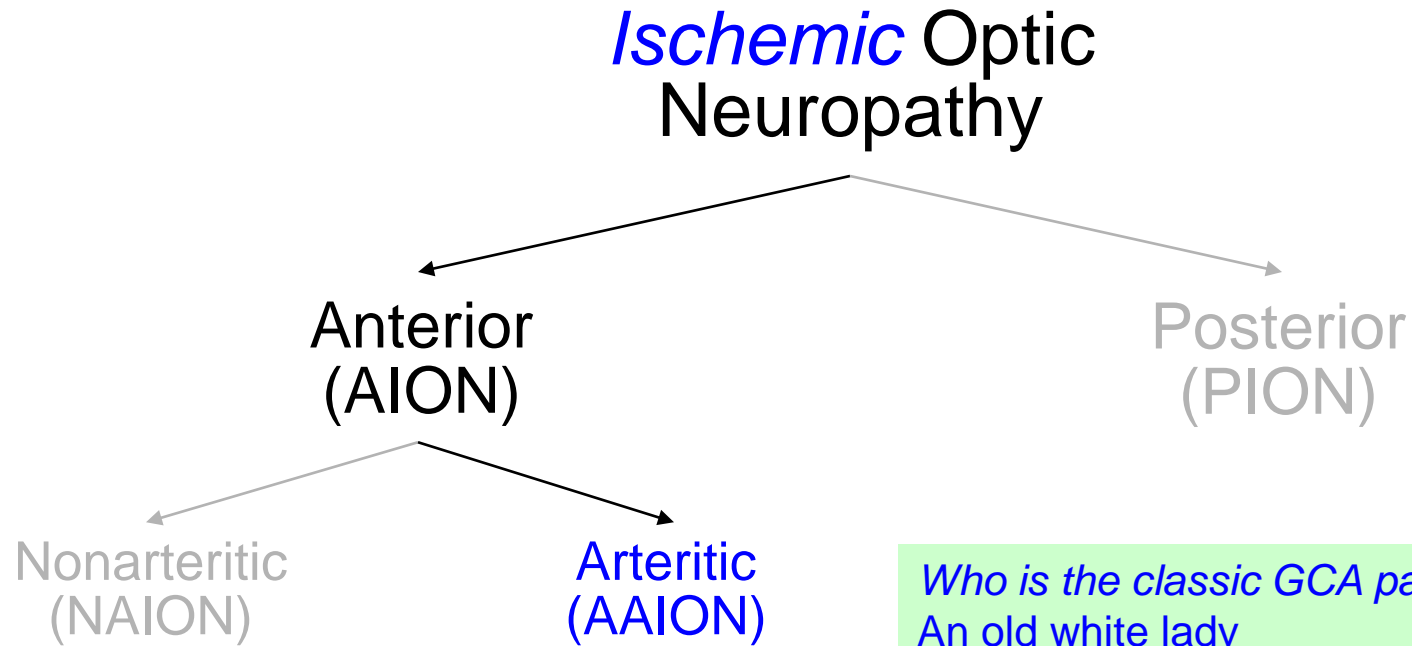 Ischemic Optic
Neuropathy
Anterior
(AION)
Posterior
(PION)
Nonarteritic
(NAION)
Arteritic
(AAION)
Who is the classic GCA
An old white lady